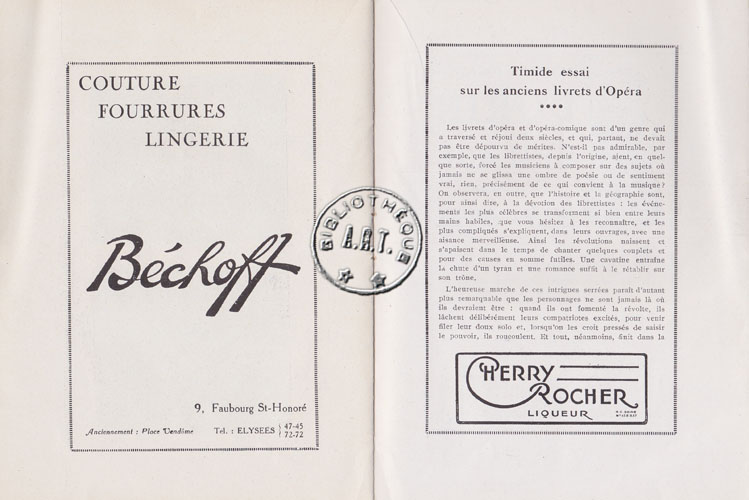 COUTURE
FOURRURES
LINGERIE
Béchoff
9, Faubourg St-Honoré
Anciennement : Place Vendôme
Tél. : ELYSEES { 47-45
72-72
BIBLIOTHÈQUE
A.R.T.
Timide essai
sur les anciens livrets d'Opéra
Les livrets d'opéra et d'opéra-comique sont d'un genre qui
a traversé et réjoui deux siècles, et qui, partant, ne devait
pas être dépourvu de mérites. N'est-il pas admirable, par
exemple, que les librettistes, depuis l'origine, aient, en quel-
que sorte, forcé les musiciens à composer sur des sujets où
jamais ne se glissa une ombre de poésie ou de sentiment
vrai, rien, précisément de ce qui convient à la musique ?
On observera, en outre, que l'histoire et la géographie sont,
pour ainsi dire, à la dévotion des librettistes : les événe-
ments les plus célèbres se transforment si bien entre leurs
mains habiles, que vous hésitez à les reconnaître, et les
plus compliqués s'expliquent, dans leurs ouvrages, avec une
aisance merveilleuse. Ainsi les révolutions naissent et
s'apaisent dans le temps de chanter quelques couplets et
pour des causes en somme futiles. Une cavatine entraîne
la chute d'un tyran et une romance suffit à le rétablir sur
son trône.
L'heureuse marche de ces intrigues serrées paraît d'autant
plus remarquable que les personnages ne sont jamais là où
ils devraient être : quand ils ont fomenté la révolte, ils
lâchent délibérément leurs compatriotes excités, pour venir
filer leur doux solo et, lorsqu'on les croit pressés de saisir
le pouvoir, ils roucoulent. Et tout, néanmoins, finit dans la
CHERRY
ROCHER
LIQUEUR